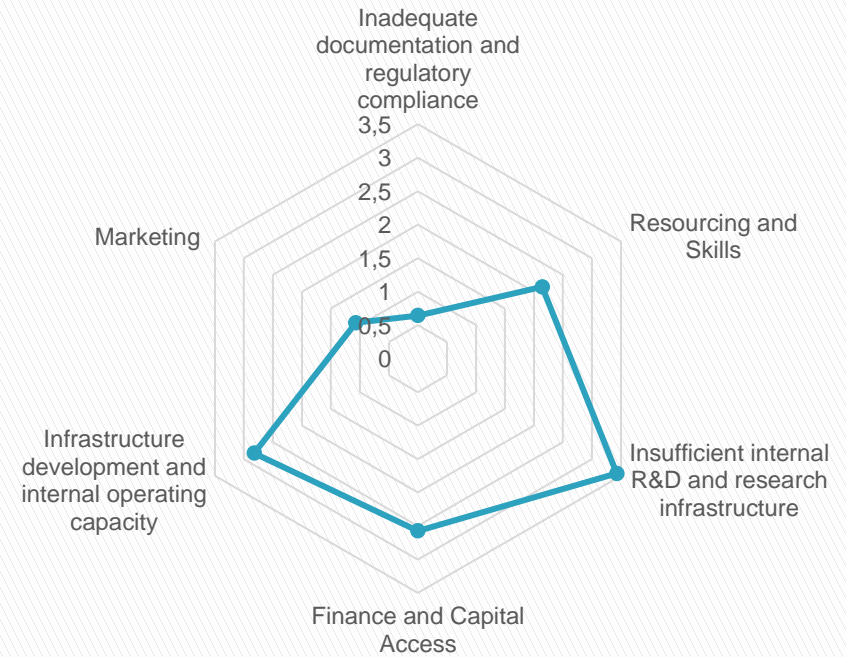 Inadequate
documentation and
regulatory
compliance
3,5
3
2,5
2
1,5
1
0,5
0
Resourcing and
Skills
Insufficient internal
R&D and research
infrastructure
Finance and Capital
Access
Infrastructure
development and
internal operating
capacity
Marketing